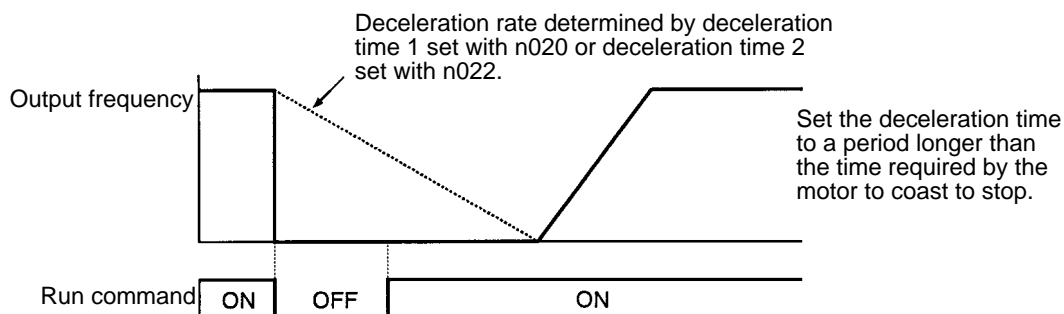 Deceleration rate determined by deceleration
time 1 set with n020 or deceleration time 2
set with n022.
Output frequency
Set the deceleration time
to a period longer than
the time required by the
motor to coast to stop.
Run command
ON
OFF
ON